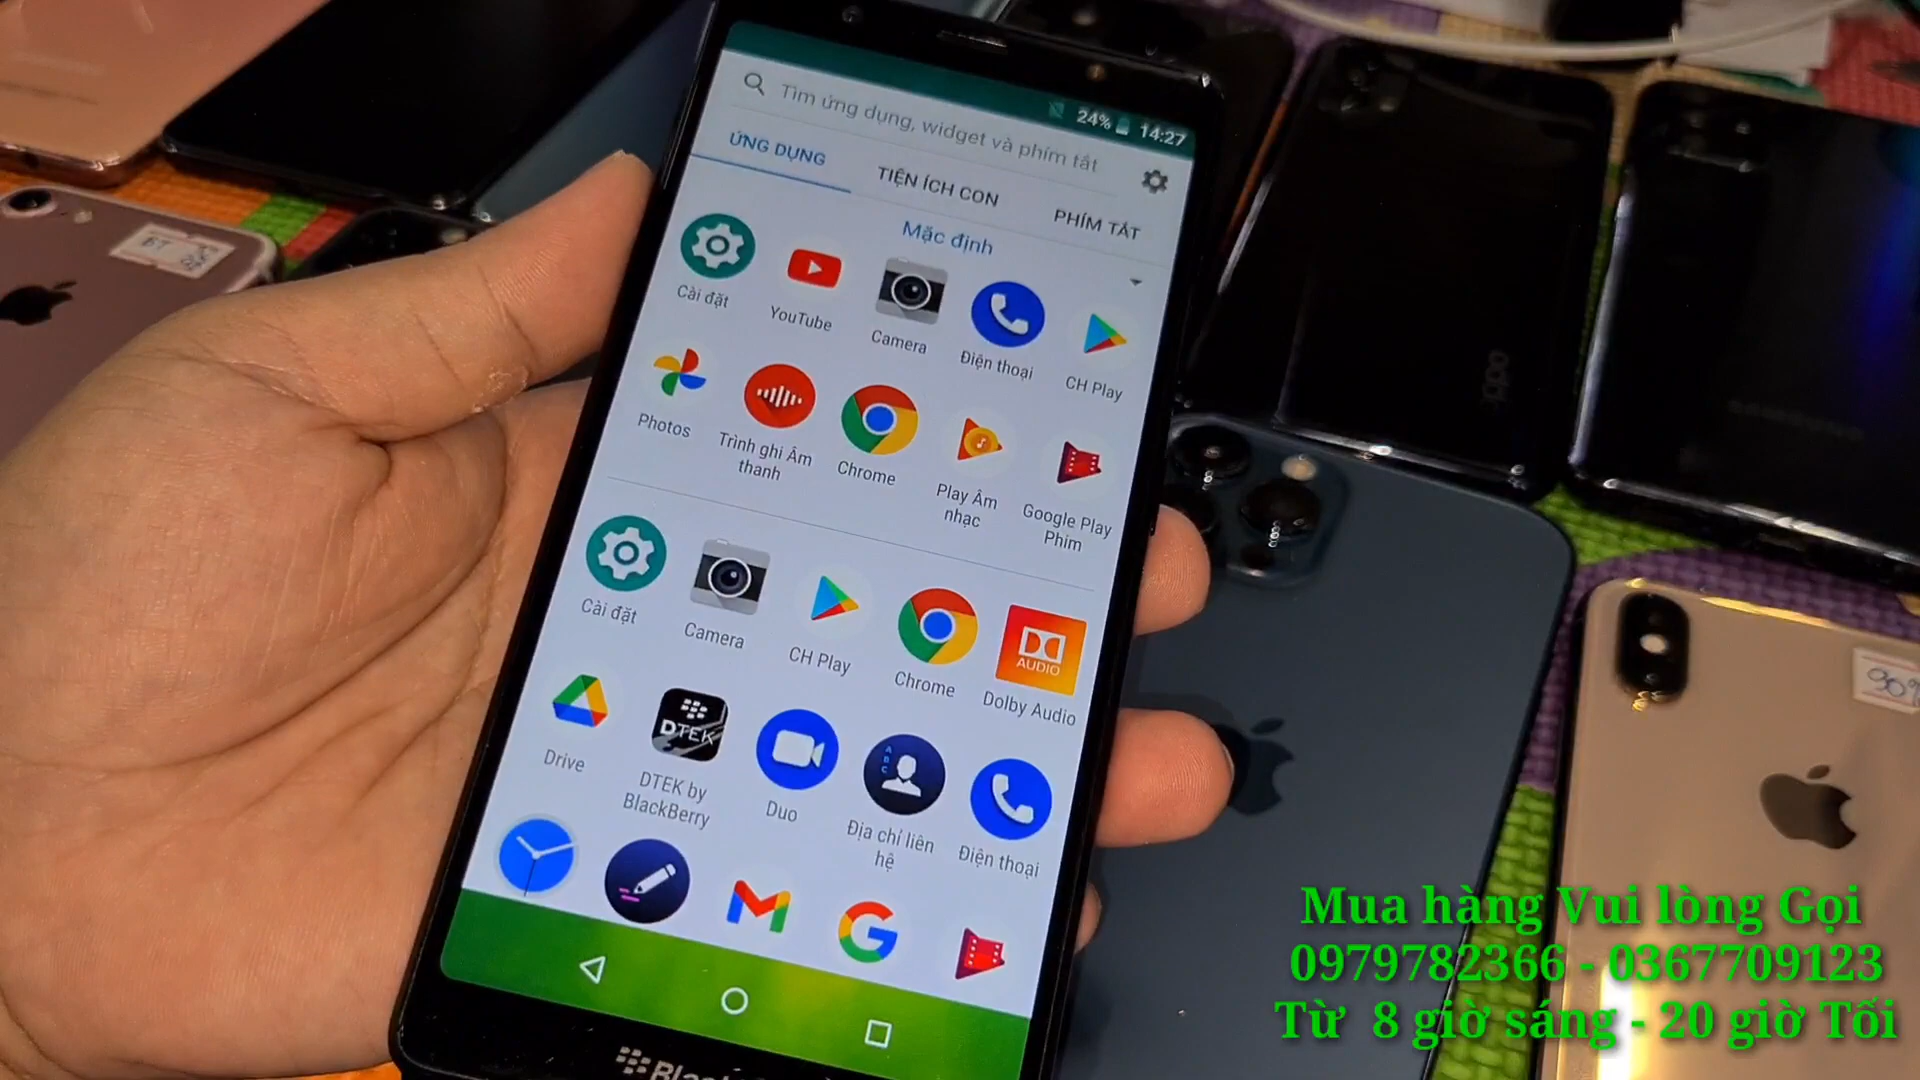 24% 14:27
Tìm ứng dụng, widget và phím tắt
ỨNG DỤNG TIỆN ÍCH CON PHÍM TẮT
Mặc định
Cài đặt YouTube Camera Điện thoại CH Play
Photos Trình ghi Âm thanh Chrome Play Âm nhạc Google Play Phim
Cài đặt Camera CH Play Chrome Dolby Audio
AUDIO
DTEK
Drive DTEK by BlackBerry Duo Địa chỉ liên hệ Điện thoại
oppo
Mua hàng Vui lòng Gọi
0979782366 - 0367709123
Từ 8 giờ sáng - 20 giờ Tối